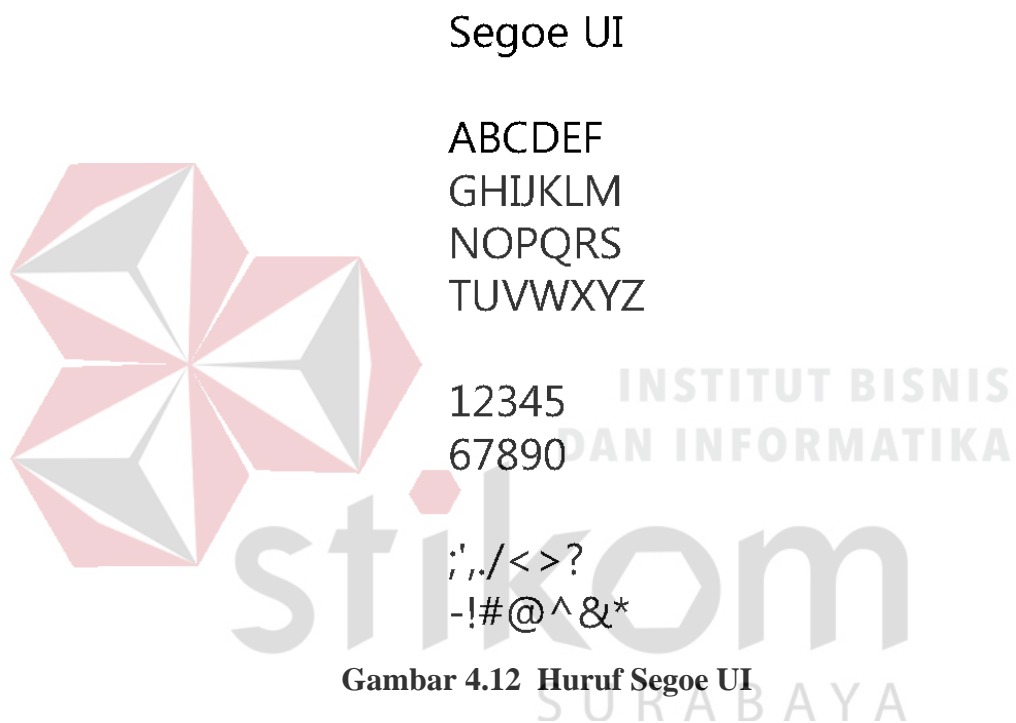 Segoe UI
ABCDEF
GHIJKLM
NOPQRS
TUVWXYZ
INSTITUT BISNIS
12345
DAN INFORMATIKA
67890
stikom
;',./<>?
-!#@^&*
Gambar 4.12 Huruf Segoe UI
SURABAYA